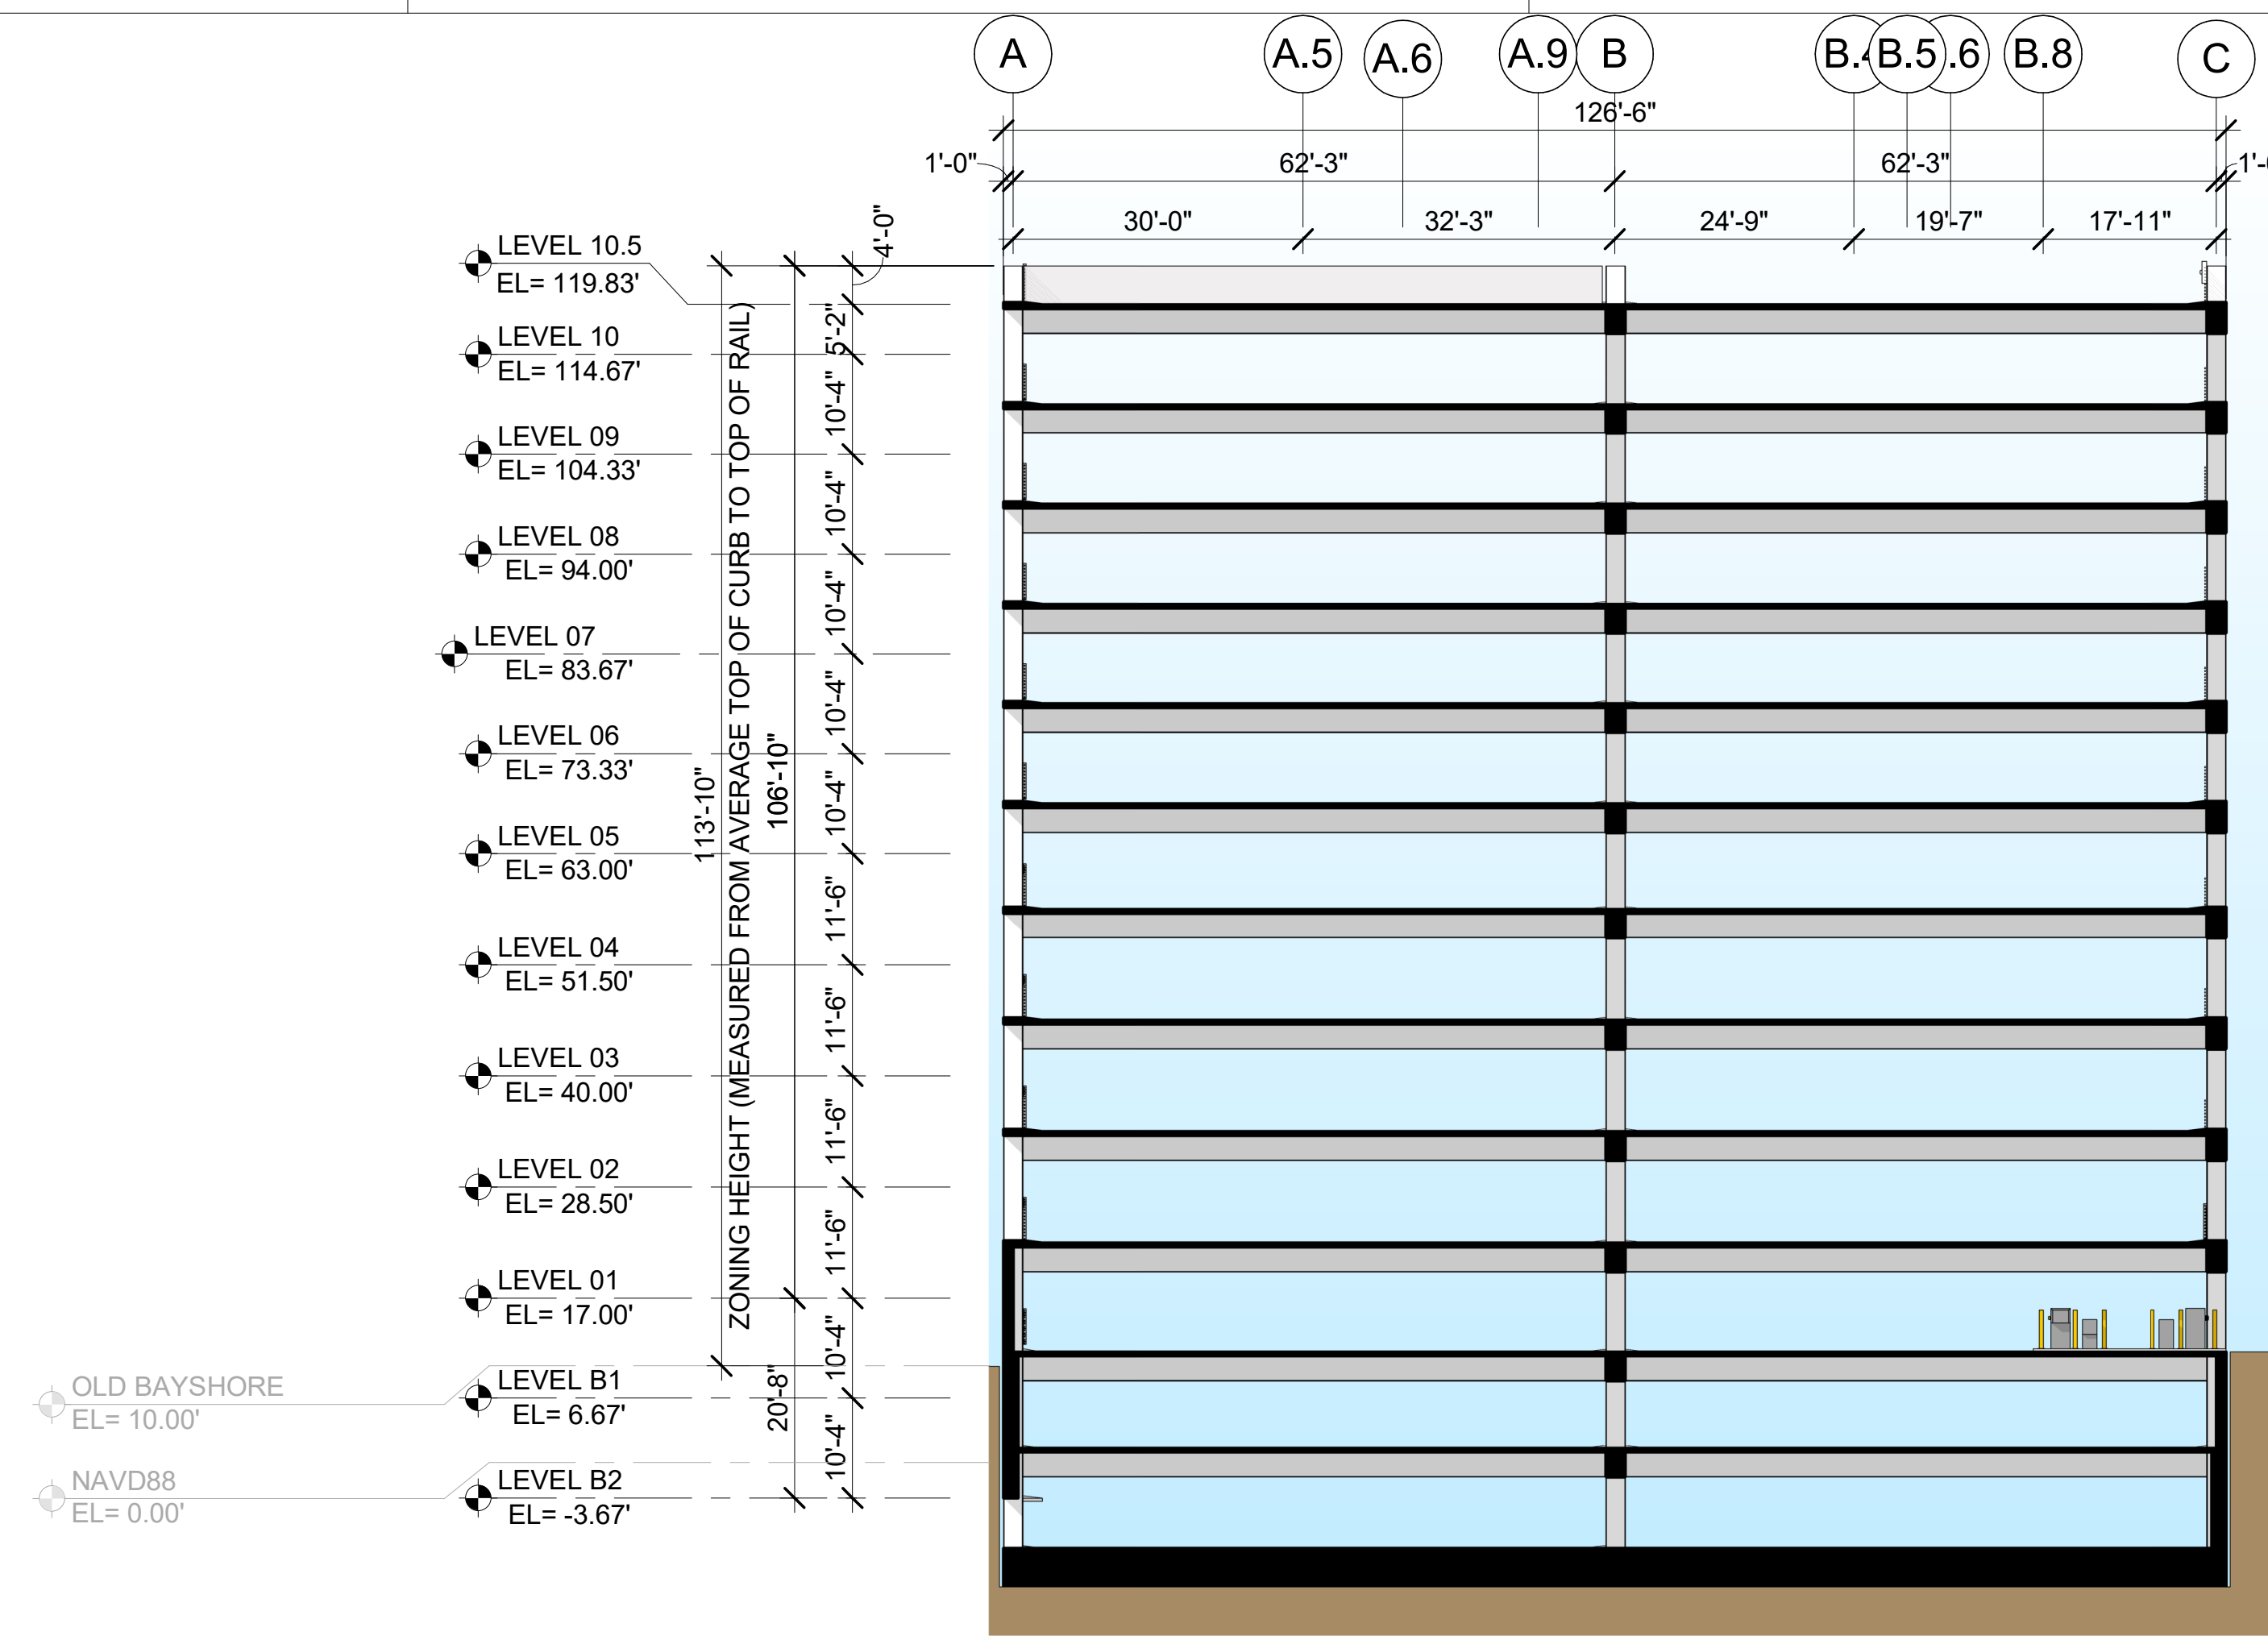 A
A.5
A.6
A.9
B
B.4
B.5
.6
B.8
C
126'-6"
1'-0"
62'-3"
62'-3"
30'-0"
32'-3"
24'-9"
19'-7"
17'-11"
LEVEL 10.5
EL= 119.83'
4'-0"
5'-2"
LEVEL 10
EL= 114.67'
10'-4"
LEVEL 09
EL= 104.33'
10'-4"
LEVEL 08
EL= 94.00'
10'-4"
LEVEL 07
EL= 83.67'
10'-4"
LEVEL 06
EL= 73.33'
10'-4"
LEVEL 05
EL= 63.00'
11'-6"
LEVEL 04
EL= 51.50'
11'-6"
LEVEL 03
EL= 40.00'
11'-6"
LEVEL 02
EL= 28.50'
11'-6"
LEVEL 01
EL= 17.00'
10'-4"
LEVEL B1
EL= 6.67'
10'-4"
LEVEL B2
EL= -3.67'
113'-10"
ZONING HEIGHT (MEASURED FROM AVERAGE TOP OF CURB TO TOP OF RAIL)
106'-10"
20'-8"
OLD BAYSHORE
EL= 10.00'
NAVD88
EL= 0.00'